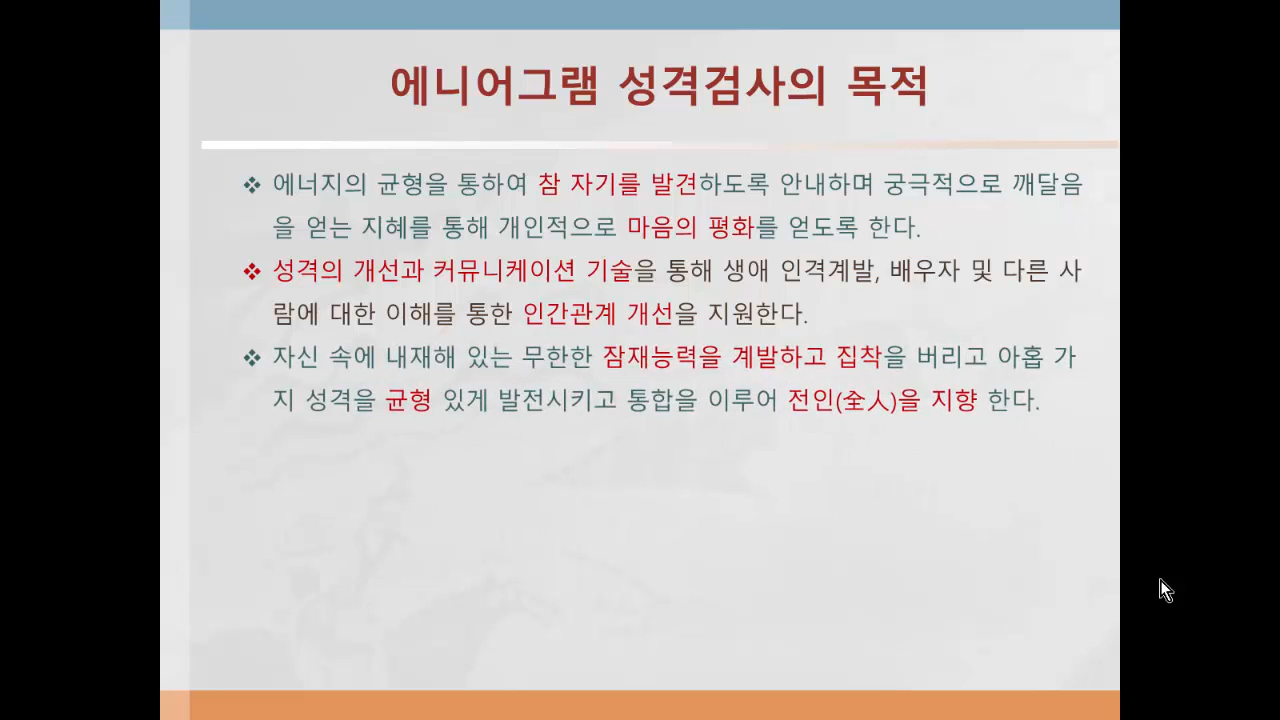 에니어그램 성격검사의 목적
❖ 에너지의 균형을 통하여 참 자기를 발견하도록 안내하며 궁극적으로 깨달음
을 얻는 지혜를 통해 개인적으로 마음의 평화를 얻도록 한다.
❖ 성격의 개선과 커뮤니케이션 기술을 통해 생애 인격계발, 배우자 및 다른 사
람에 대한 이해를 통한 인간관계 개선을 지원한다.
❖ 자신 속에 내재해 있는 무한한 잠재능력을 계발하고 집착을 버리고 아홉 가
지 성격을 균형 있게 발전시키고 통합을 이루어 전인(全人)을 지향 한다.